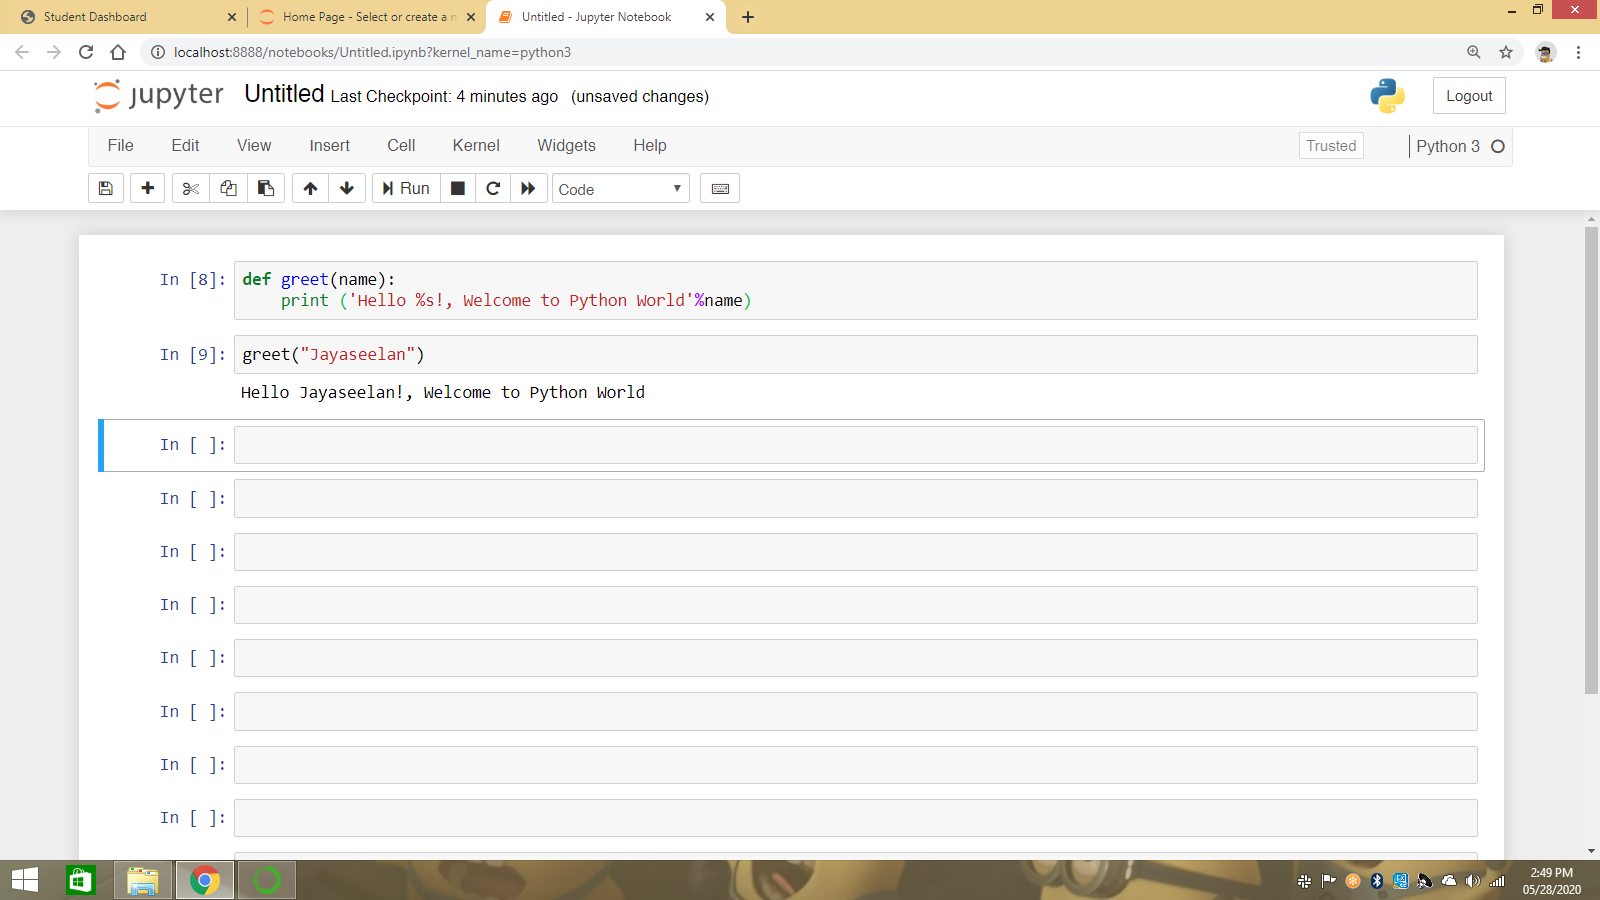 Student Dashboard
Home Page - Select or create a n
Untitled - Jupyter Notebook
localhost:8888/notebooks/Untitled.ipynb?kernel_name=python3
jupyter Untitled Last Checkpoint: 4 minutes ago (unsaved changes)
Logout
File Edit View Insert Cell Kernel Widgets Help
Trusted
Python 3
Run
Code
In [8]: def greet(name):
print ('Hello %s!, Welcome to Python World'%name)
In [9]: greet("Jayaseelan")
Hello Jayaseelan!, Welcome to Python World
In [ ]:
In [ ]:
In [ ]:
In [ ]:
In [ ]:
In [ ]:
In [ ]:
In [ ]:
2:49 PM
05/28/2020